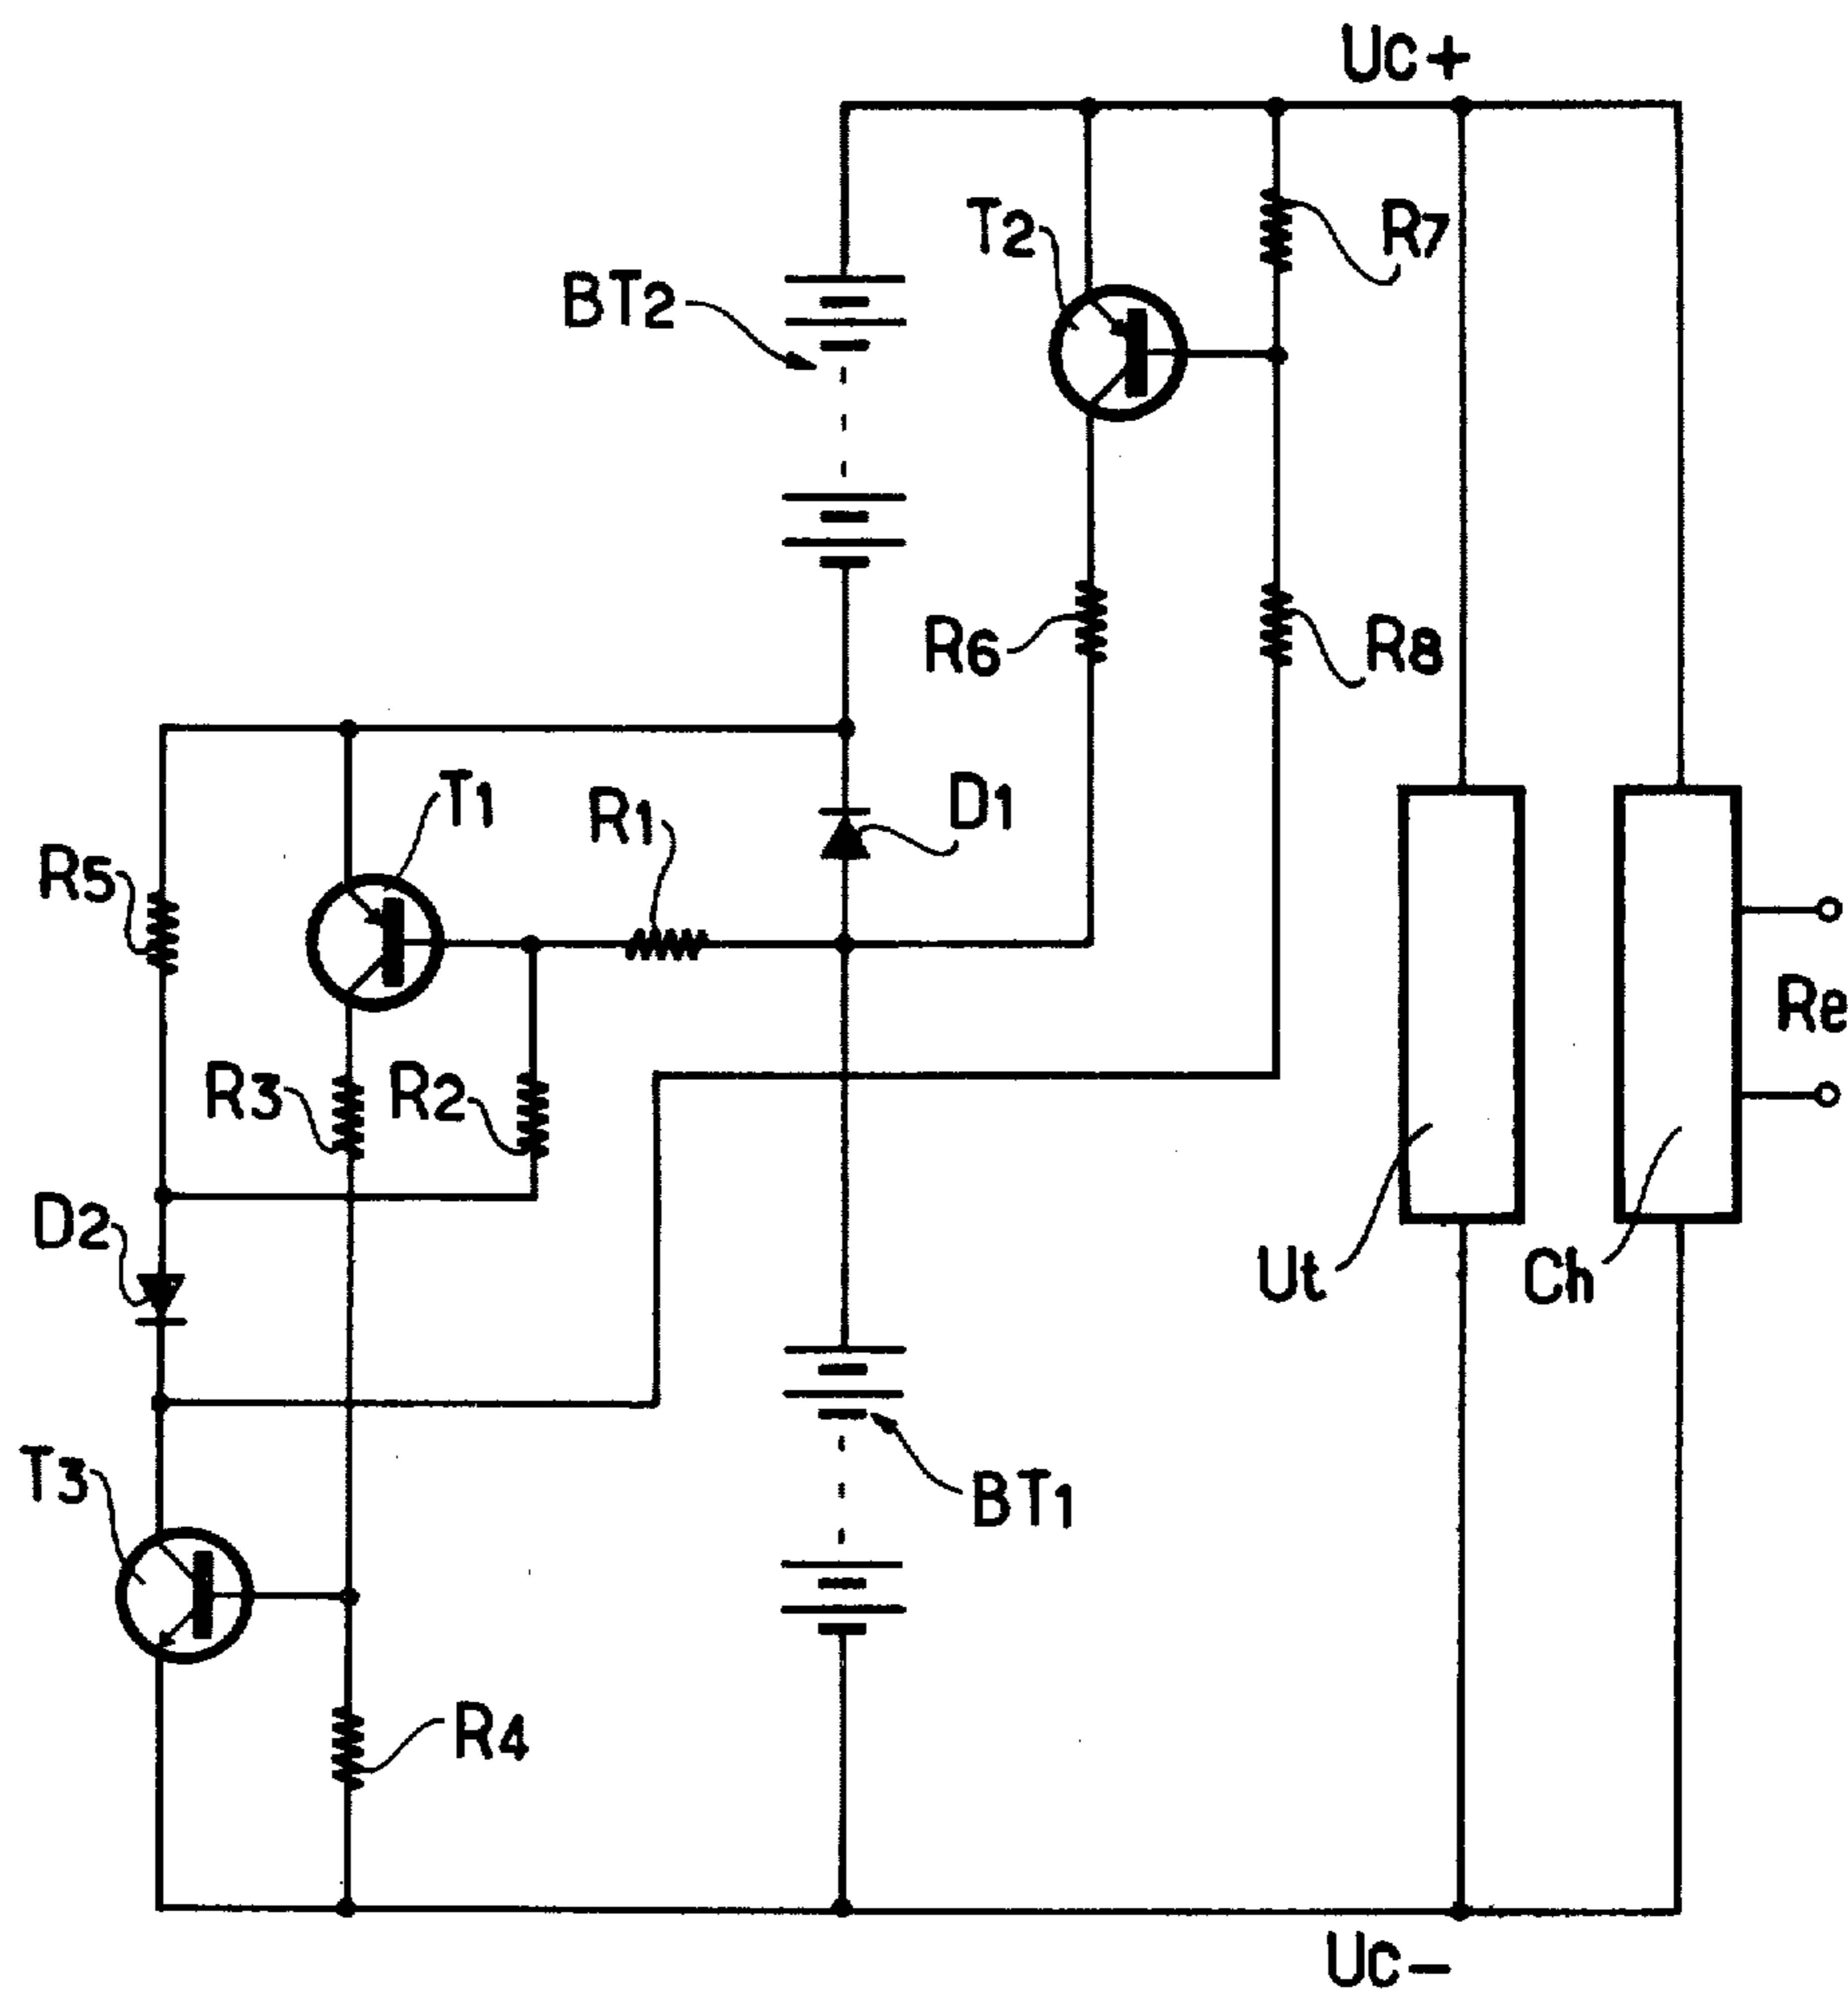 Uc+
T2
R7
BT2
R6
R8
T1
R1
D1
R5
Re
R3
R2
D2
Ut
Ch
T3
BT1
R4
Uc-